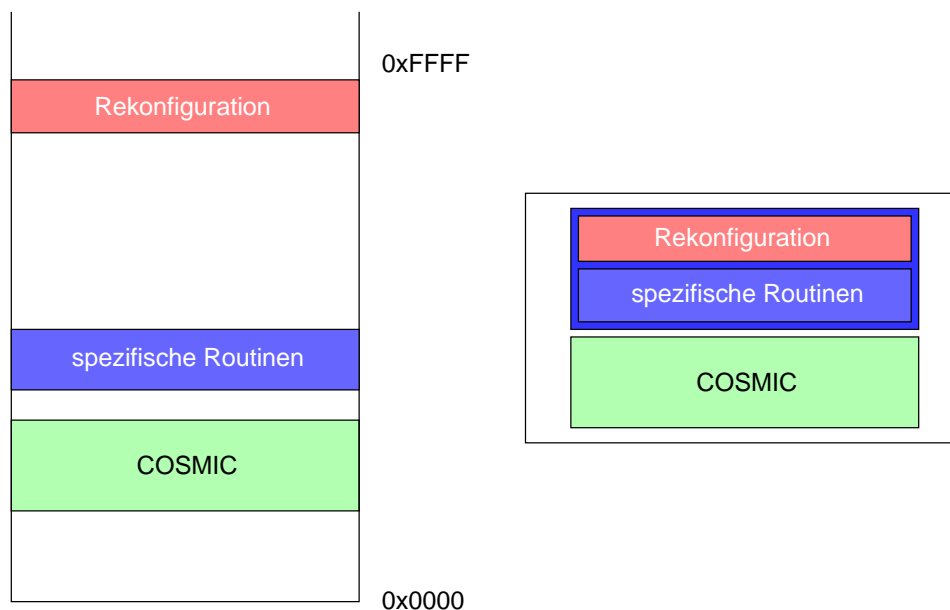 0xFFFF
Rekonfiguration
spezifische Routinen
COSMIC
0x0000
Rekonfiguration
spezifische Routinen
COSMIC